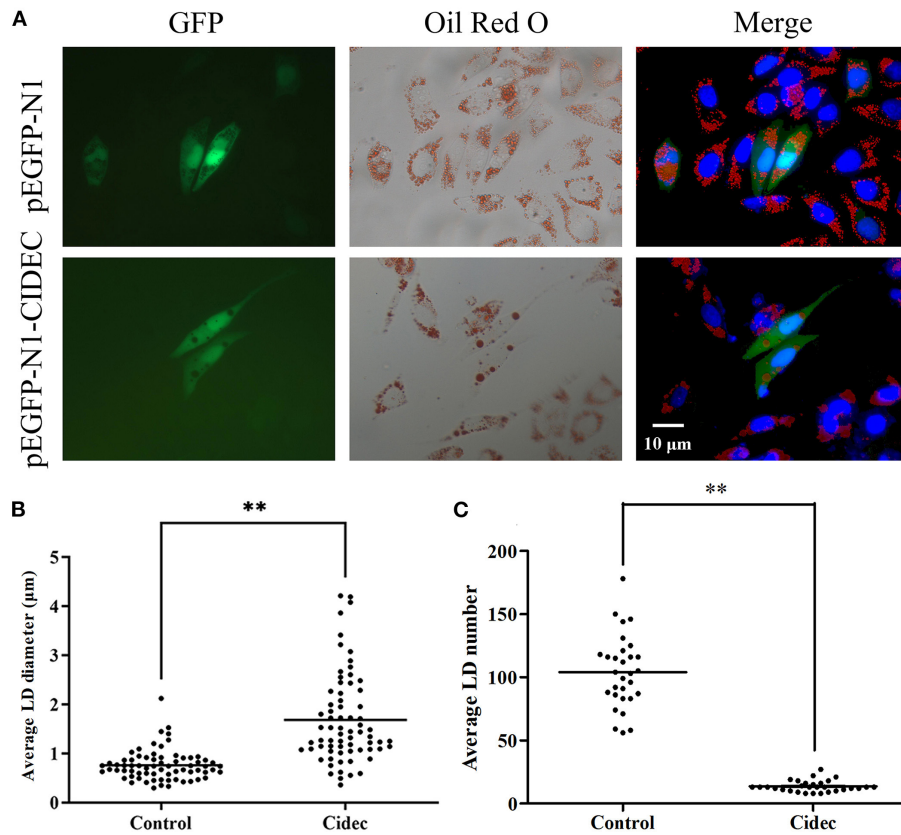 A
GFP
Oil Red O
Merge
pEGFP-N1
pEGFP-N1-CIDEC
10 µm
B
**
Average LD diameter (µm)
5
4
3
2
1
0
Control
Cidec
C
**
Average LD number
200
150
100
50
0
Control
Cidec